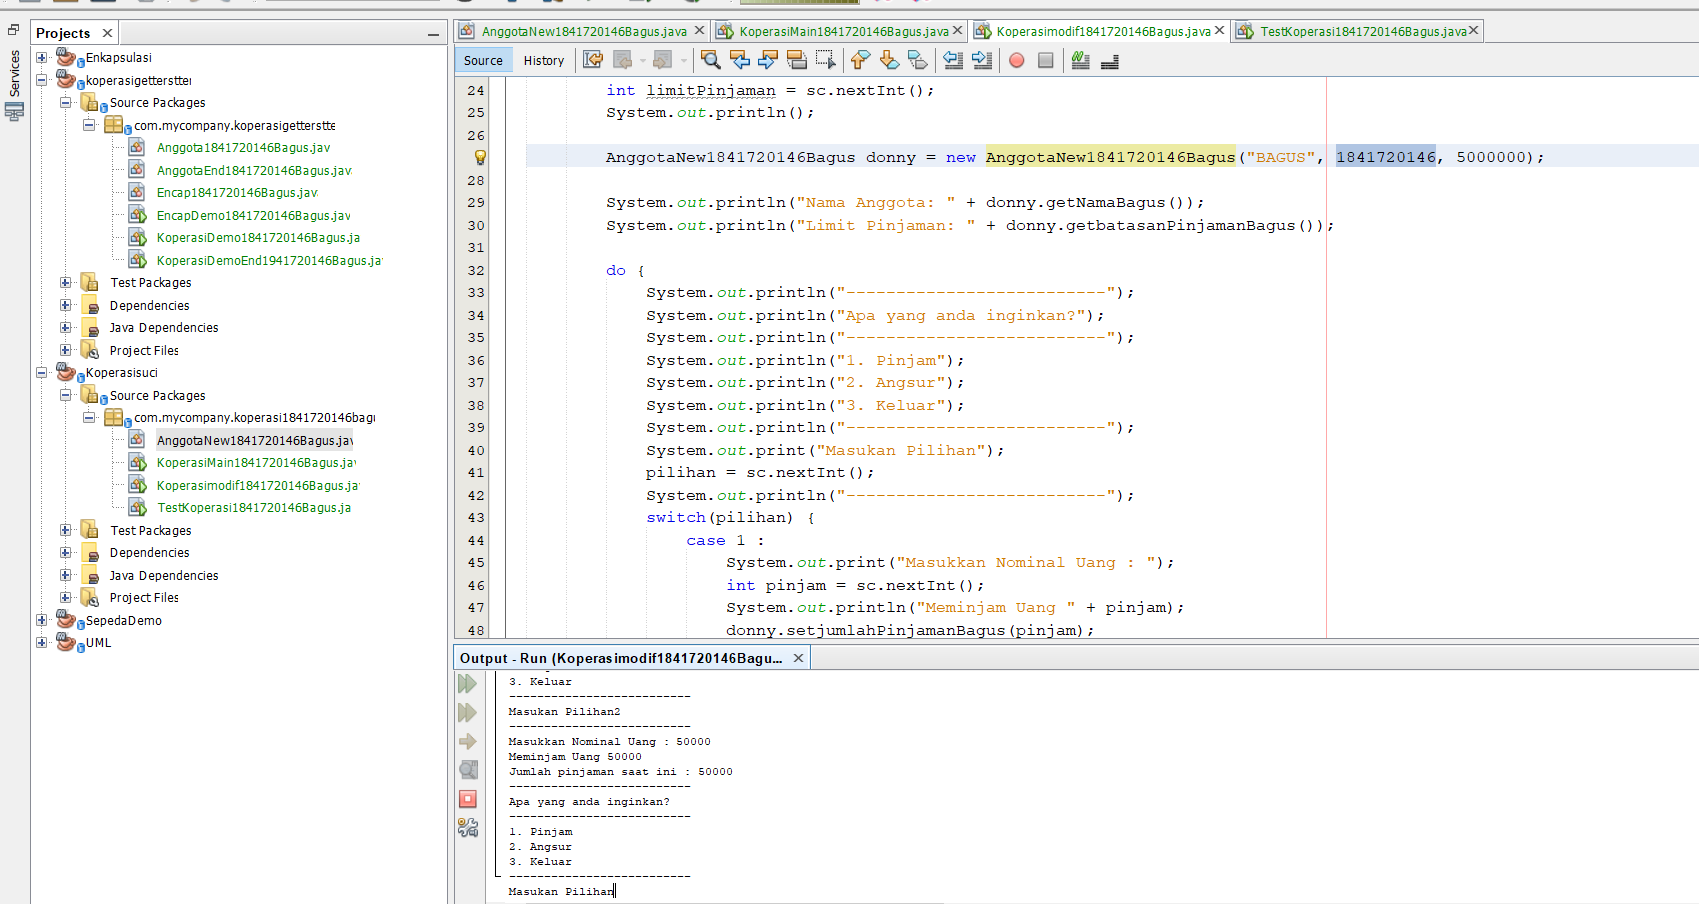 Services
Projects
Enkapsulasi
koperasigetterstter
Source Packages
com.mycompany.koperasigetterstte
Anggota1841720146Bagus.jav
AnggotaEnd1841720146Bagus.jav
Encap1841720146Bagus.jav
EncapDemo1841720146Bagus.jav
KoperasiDemo1841720146Bagus.ja
KoperasiDemoEnd1941720146Bagus.ja
Test Packages
Dependencies
Java Dependencies
Project Files
Koperasisuci
Source Packages
com.mycompany.koperasi1841720146bagu
AnggotaNew1841720146Bagus.jav
KoperasiMain1841720146Bagus.jav
Koperasimodif1841720146Bagus.ja
TestKoperasi1841720146Bagus.ja
Test Packages
Dependencies
Java Dependencies
Project Files
SepedaDemo
UML
AnggotaNew1841720146Bagus.java KoperasiMain1841720146Bagus.java Koperasimodif1841720146Bagus.java TestKoperasi1841720146Bagus.java
Source History
24 int limitPinjaman = sc.nextInt();
25 System.out.println();
26
AnggotaNew1841720146Bagus donny = new AnggotaNew1841720146Bagus("BAGUS", 1841720146, 5000000);
28
29 System.out.println("Nama Anggota: " + donny.getNamaBagus());
30 System.out.println("Limit Pinjaman: " + donny.getbatasanPinjamanBagus());
31
32 do {
33 System.out.println("--------------------------");
34 System.out.println("Apa yang anda inginkan?");
35 System.out.println("--------------------------");
36 System.out.println("1. Pinjam");
37 System.out.println("2. Angsur");
38 System.out.println("3. Keluar");
39 System.out.println("--------------------------");
40 System.out.print("Masukan Pilihan");
41 pilihan = sc.nextInt();
42 System.out.println("--------------------------");
43 switch(pilihan) {
44 case 1 :
45 System.out.print("Masukkan Nominal Uang : ");
46 int pinjam = sc.nextInt();
47 System.out.println("Meminjam Uang " + pinjam);
48 donny.setjumlahPinjamanBagus(pinjam);
Output - Run (Koperasimodif1841720146Bagu...
3. Keluar
--------------------------
Masukan Pilihan2
--------------------------
Masukkan Nominal Uang : 50000
Meminjam Uang 50000
Jumlah pinjaman saat ini : 50000
--------------------------
Apa yang anda inginkan?
--------------------------
1. Pinjam
2. Angsur
3. Keluar
--------------------------
Masukan Pilihan